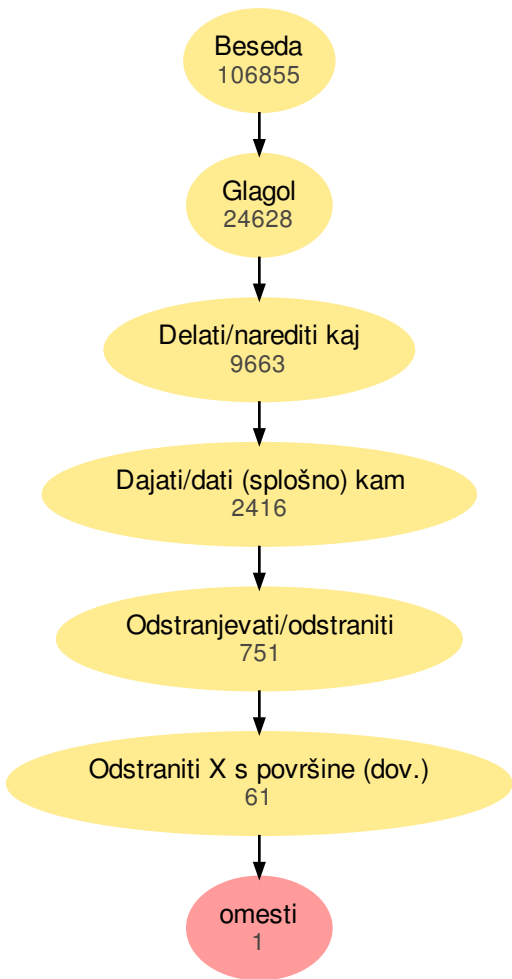 Beseda
106855
Glagol
24628
Delati/narediti kaj
9663
Dajati/dati (splošno) kam
2416
Odstranjevati/odstraniti
751
Odstraniti X s površine (dov.)
61
omesti
1